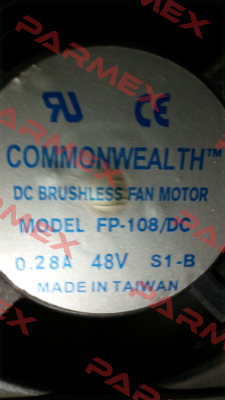 COMMONWEALTH™
DC BRUSHLESS FAN MOTOR
MODEL FP-108/DC
0.28A 48V S1-B
MADE IN TAIWAN
PARMEX
PARMEX
PARMEX
PARMEX